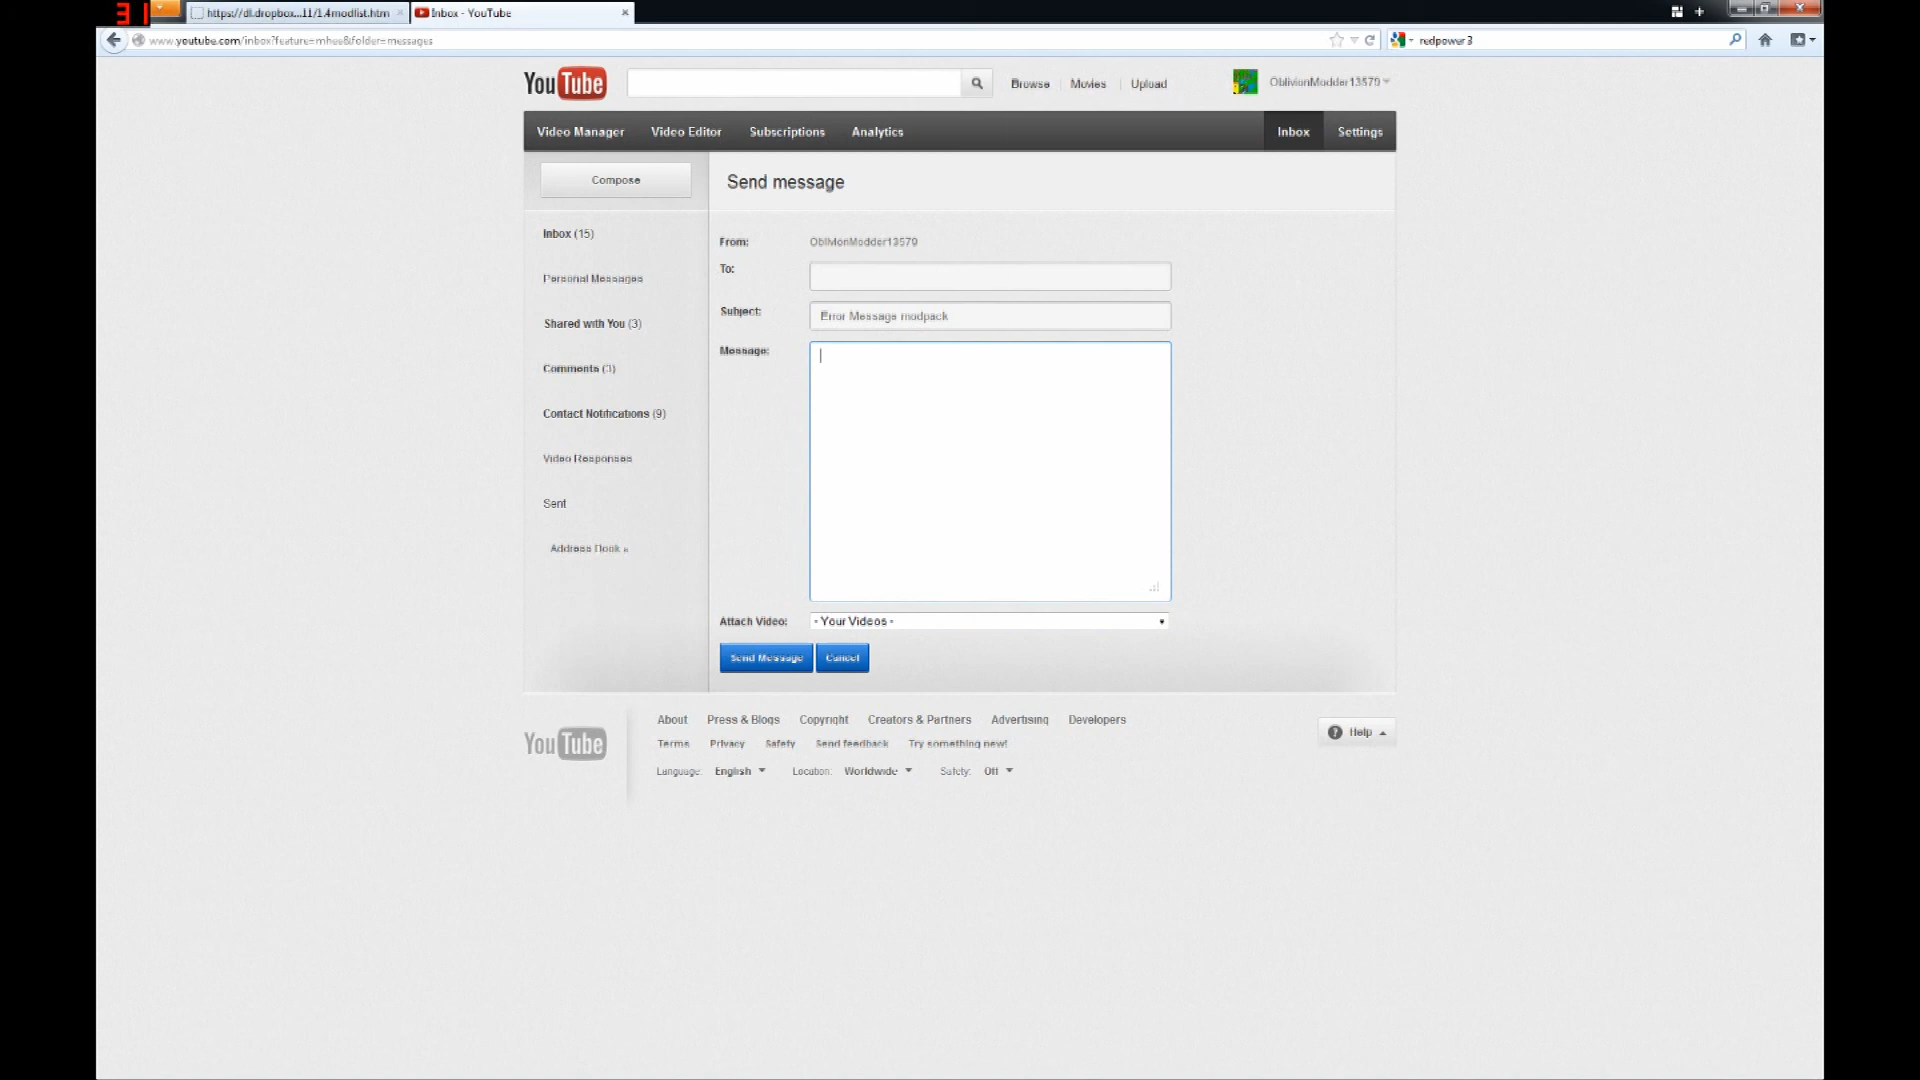 31
https://dl.dropbox...11/1.4modlist.htm
Inbox - YouTube
www.youtube.com/inbox?feature=mhee&folder=messages
redpower3
YouTube
Browse
Movies
Upload
OblivionModder13579
Video Manager
Video Editor
Subscriptions
Analytics
Inbox
Settings
Compose
Send message
Inbox (15)
Personal Messages
Shared with You (3)
Comments (3)
Contact Notifications (9)
Video Responses
Sent
Address Book »
From:
OblivionModder13579
To:
Subject:
Error Message modpack
Message:
Attach Video:
- Your Videos -
Send Message
Cancel
YouTube
About
Press & Blogs
Copyright
Creators & Partners
Advertising
Developers
Terms
Privacy
Safety
Send feedback
Try something new!
Language:
English
Location:
Worldwide
Safety:
Off
Help